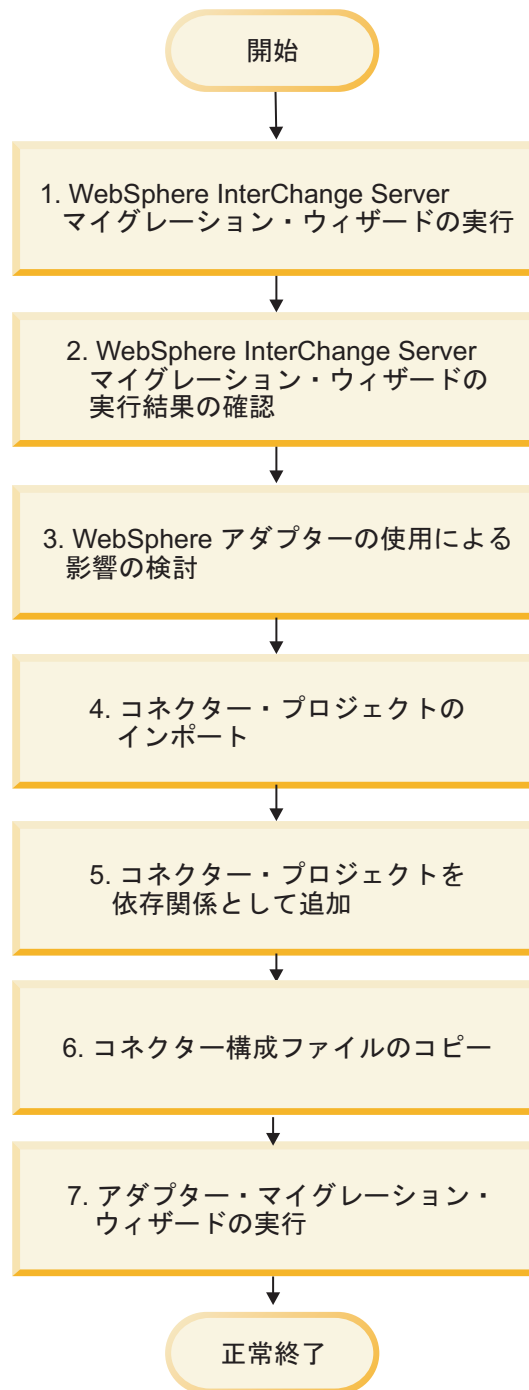 開始
1. WebSphere InterChange Server
マイグレーション・ウィザードの実行
2. WebSphere InterChange Server
マイグレーション・ウィザードの
実行結果の確認
3. WebSphere アダプターの使用による
影響の検討
4. コネクター・プロジェクトの
インポート
5. コネクター・プロジェクトを
依存関係として追加
6. コネクター構成ファイルのコピー
7. アダプター・マイグレーション・
ウィザードの実行
正常終了